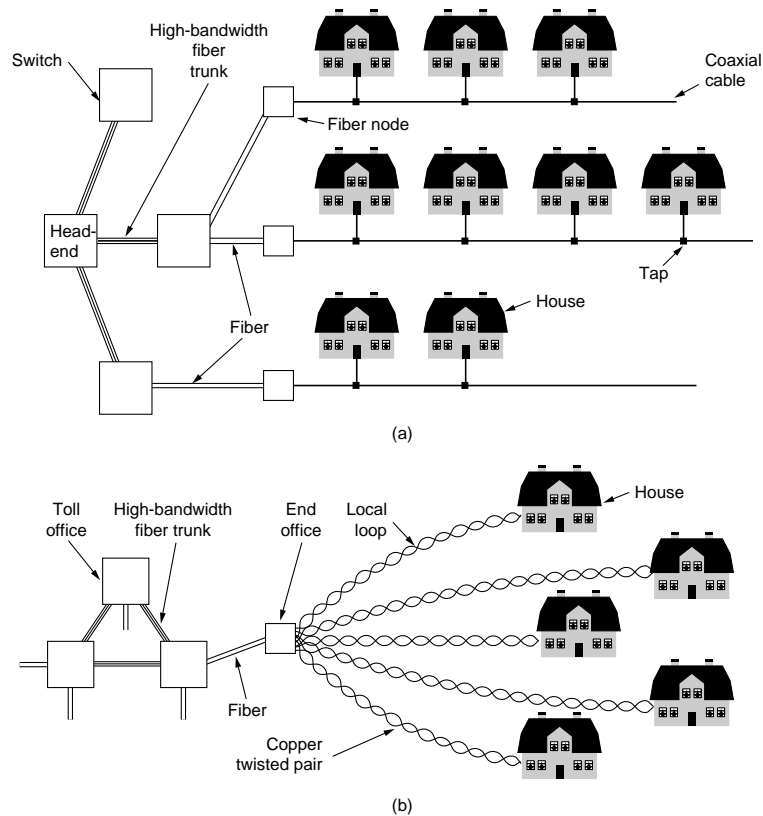 High-bandwidth
fiber
trunk
Switch
Coaxial
cable
Fiber node
Head-
end
Tap
Fiber
House
(a)
Toll
office
High-bandwidth
fiber trunk
End
office
Local
loop
House
Fiber
Copper
twisted pair
(b)